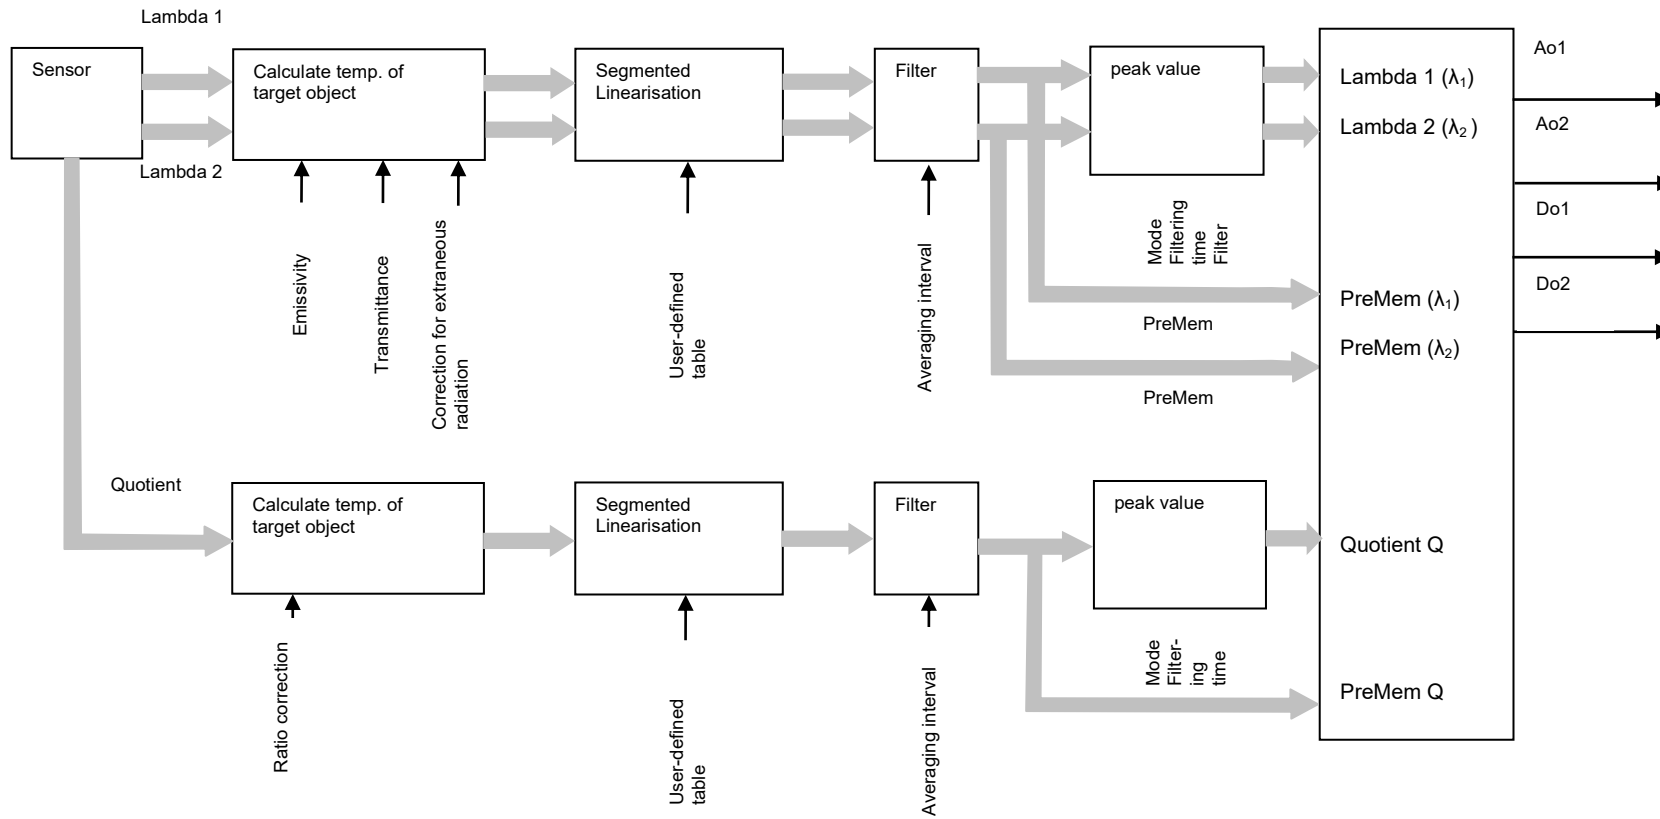 Lambda 1
Sensor
Lambda 2
Calculate temp. of
target object
Segmented
Linearisation
Filter
peak value
Lambda 1 (λ1)
Lambda 2 (λ2 )
Ao1
Ao2
Do1
Do2
Emissivity
Transmittance
Correction for extraneous
radiation
User-defined
table
Averaging interval
Mode
Filtering
time
Filter
PreMem
PreMem
PreMem (λ1)
PreMem (λ2)
Quotient
Calculate temp. of
target object
Segmented
Linearisation
Filter
peak value
Quotient Q
Ratio correction
User-defined
table
Averaging interval
Mode
Filter-
ing
time
PreMem Q